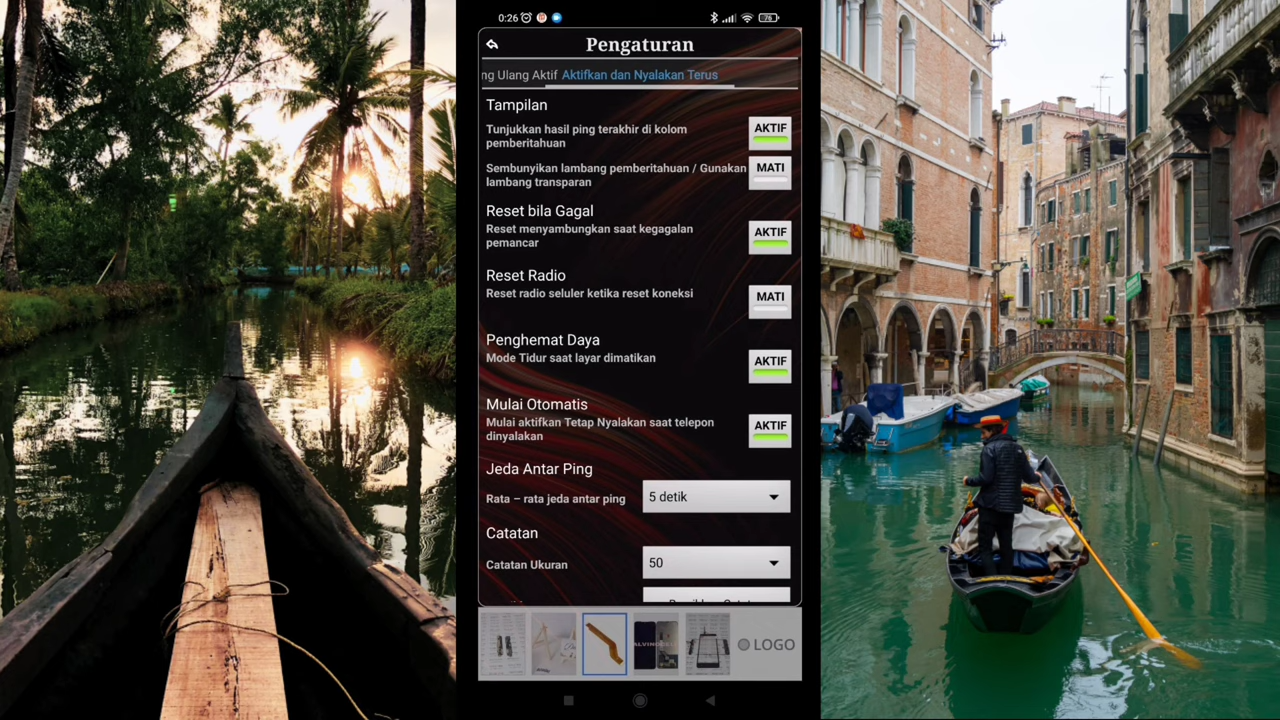 0:26
76
Pengaturan
ng Ulang Aktif Aktifkan dan Nyalakan Terus
Tampilan
Tunjukkan hasil ping terakhir di kolom
pemberitahuan
AKTIF
Sembunyikan lambang pemberitahuan / Gunakan
lambang transparan
MATI
Reset bila Gagal
Reset menyambungkan saat kegagalan
pemancar
AKTIF
Reset Radio
Reset radio seluler ketika reset koneksi
MATI
Penghemat Daya
Mode Tidur saat layar dimatikan
AKTIF
Mulai Otomatis
Mulai aktifkan Tetap Nyalakan saat telepon
dinyalakan
AKTIF
Jeda Antar Ping
Rata – rata jeda antar ping
5 detik
Catatan
Catatan Ukuran
50
LOGO